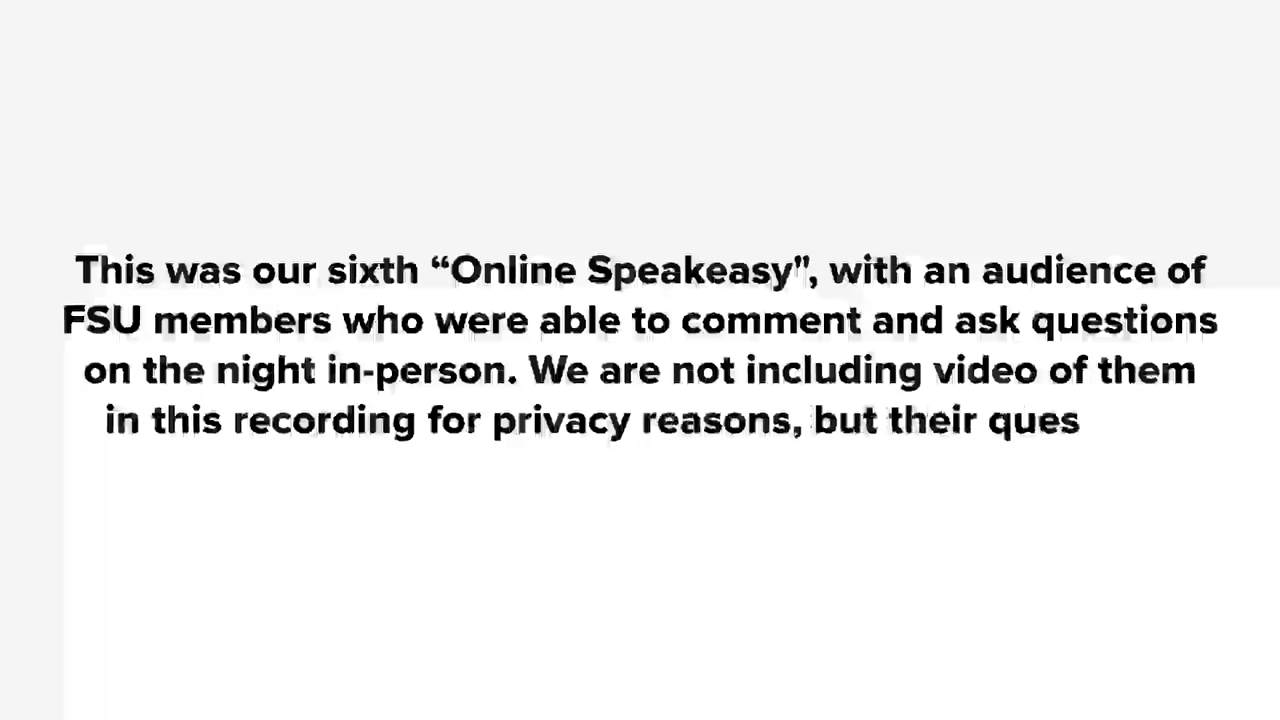 This was our sixth “Online Speakeasy", with an audience of
FSU members who were able to comment and ask questions
on the night in-person. We are not including video of them
in this recording for privacy reasons, but their ques